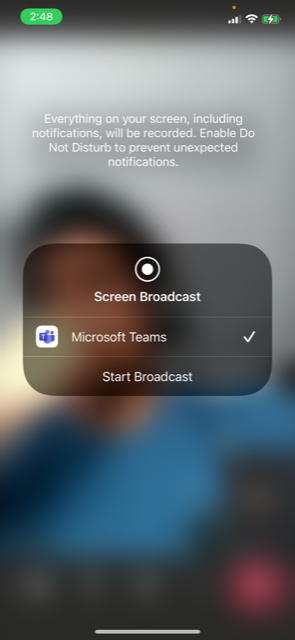 2:48
Everything on your screen, including
notifications, will be recorded. Enable Do
Not Disturb to prevent unexpected
notifications.
Screen Broadcast
Microsoft Teams
Start Broadcast